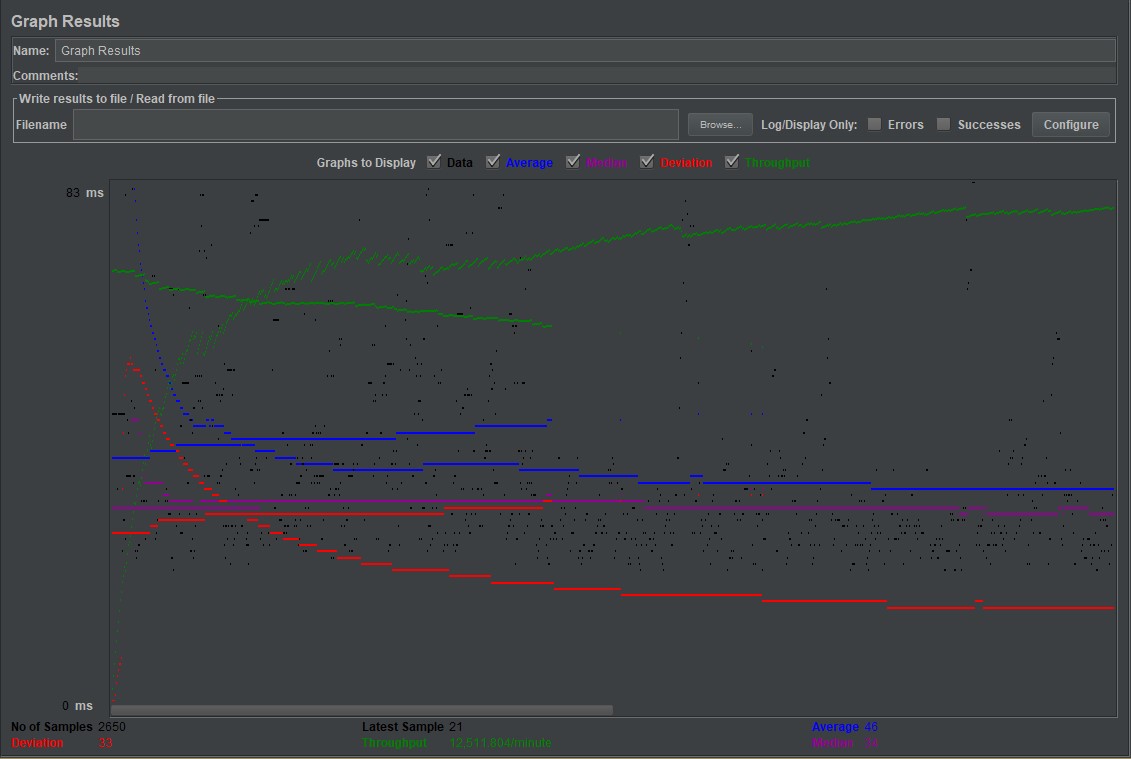 Graph Results
Name: Graph Results
Comments:
Write results to file / Read from file
Filename Browse... Log/Display Only: Errors Successes Configure
Graphs to Display Data Average Median Deviation Throughput
83 ms
0 ms
No of Samples 2650 Latest Sample 21 Average 46
Deviation 33 Throughput 12,511.804/minute Median